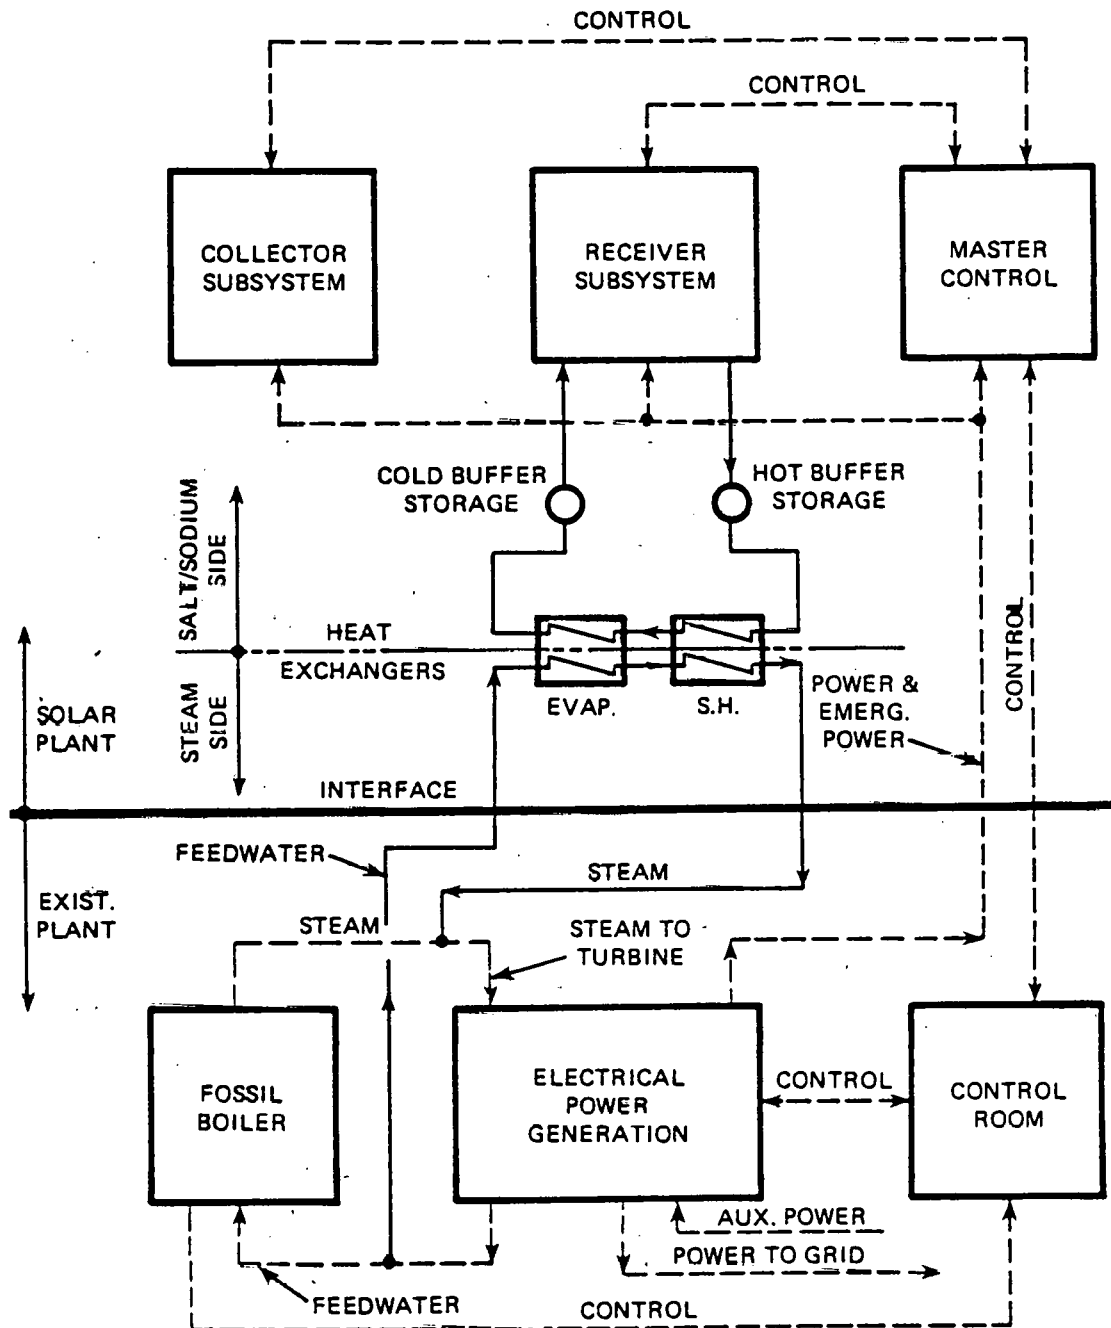 CONTROL
CONTROL
COLLECTOR
SUBSYSTEM
RECEIVER
SUBSYSTEM
MASTER
CONTROL
COLD BUFFER
STORAGE
HOT BUFFER
STORAGE
SALT/SODIUM
SIDE
HEAT
EXCHANGERS
STEAM
SIDE
EVAP.
S.H.
POWER &
EMERG.
POWER
CONTROL
SOLAR
PLANT
INTERFACE
FEEDWATER
STEAM
EXIST.
PLANT
STEAM
STEAM TO
TURBINE
FOSSIL
BOILER
ELECTRICAL
POWER
GENERATION
CONTROL
CONTROL
ROOM
AUX. POWER
POWER TO GRID
FEEDWATER
CONTROL